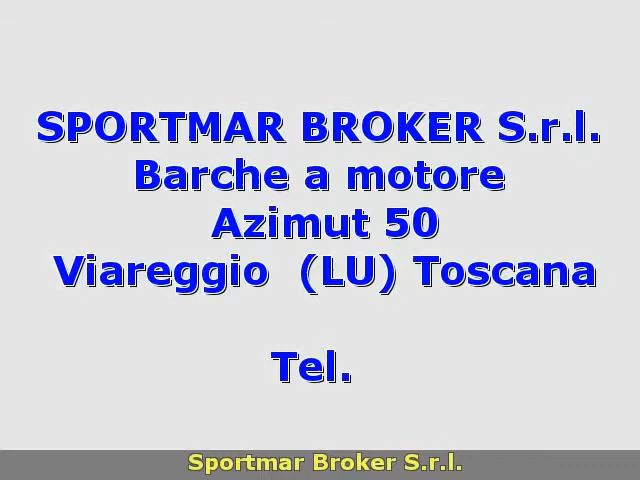 SPORTMAR BROKER S.r.l.
Barche a motore
Azimut 50
Viareggio (LU) Toscana
Tel.
Sportmar Broker S.r.l.